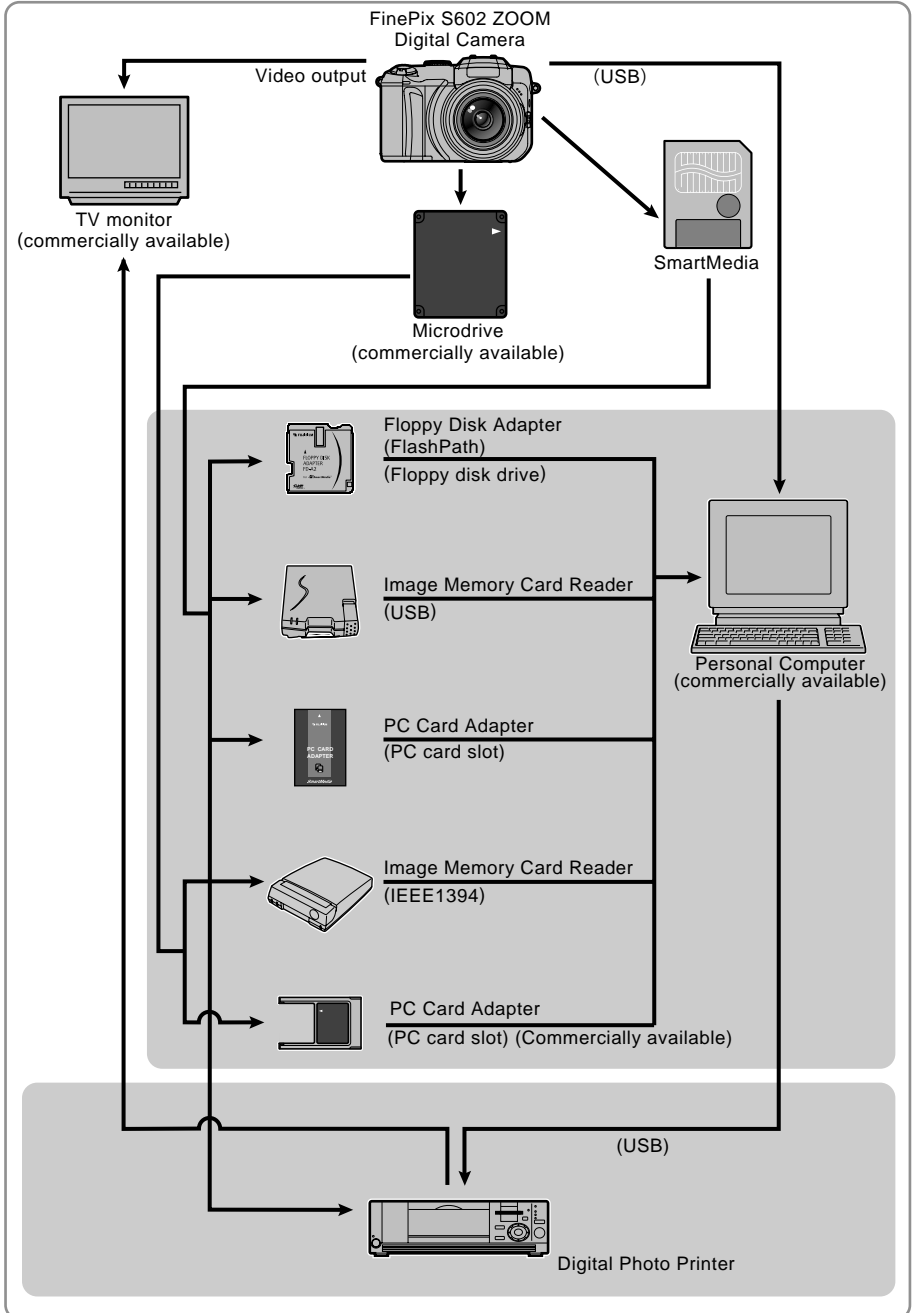 FinePix S602 ZOOM
Digital Camera
Video output
(USB)
TV monitor
(commercially available)
SmartMedia
Microdrive
(commercially available)
Floppy Disk Adapter
(FlashPath)
(Floppy disk drive)
FLOPPY DISK
ADAPTER
FD-A2
Image Memory Card Reader
(USB)
Personal Computer
(commercially available)
PC Card Adapter
(PC card slot)
PC CARD
ADAPTER
SmartMedia
Image Memory Card Reader
(IEEE1394)
PC Card Adapter
(PC card slot) (Commercially available)
(USB)
Digital Photo Printer